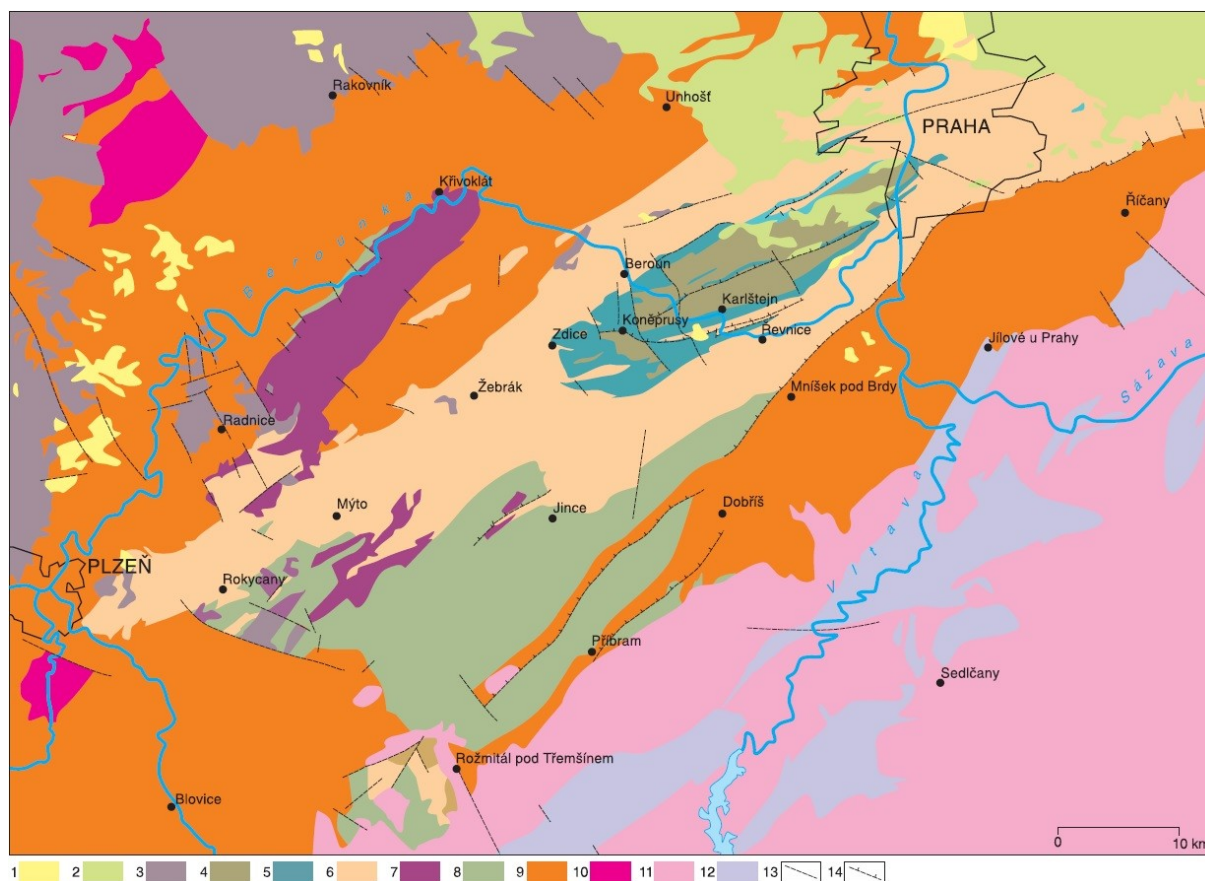 Rakovník
Unhošť
PRAHA
Křivoklát
Říčany
Berounka
Beroun
Karlštejn
Koněprusy
Zdice
Řevnice
Jílové u Prahy
Sázava
Žebrák
Mníšek pod Brdy
Radnice
Mýto
Jince
Dobříš
Vltava
PLZEŇ
Rokycany
Příbram
Sedlčany
Rožmitál pod Třemšínem
Blovice
0 10 km
1 2 3 4 5 6 7 8 9 10 11 12 13 14